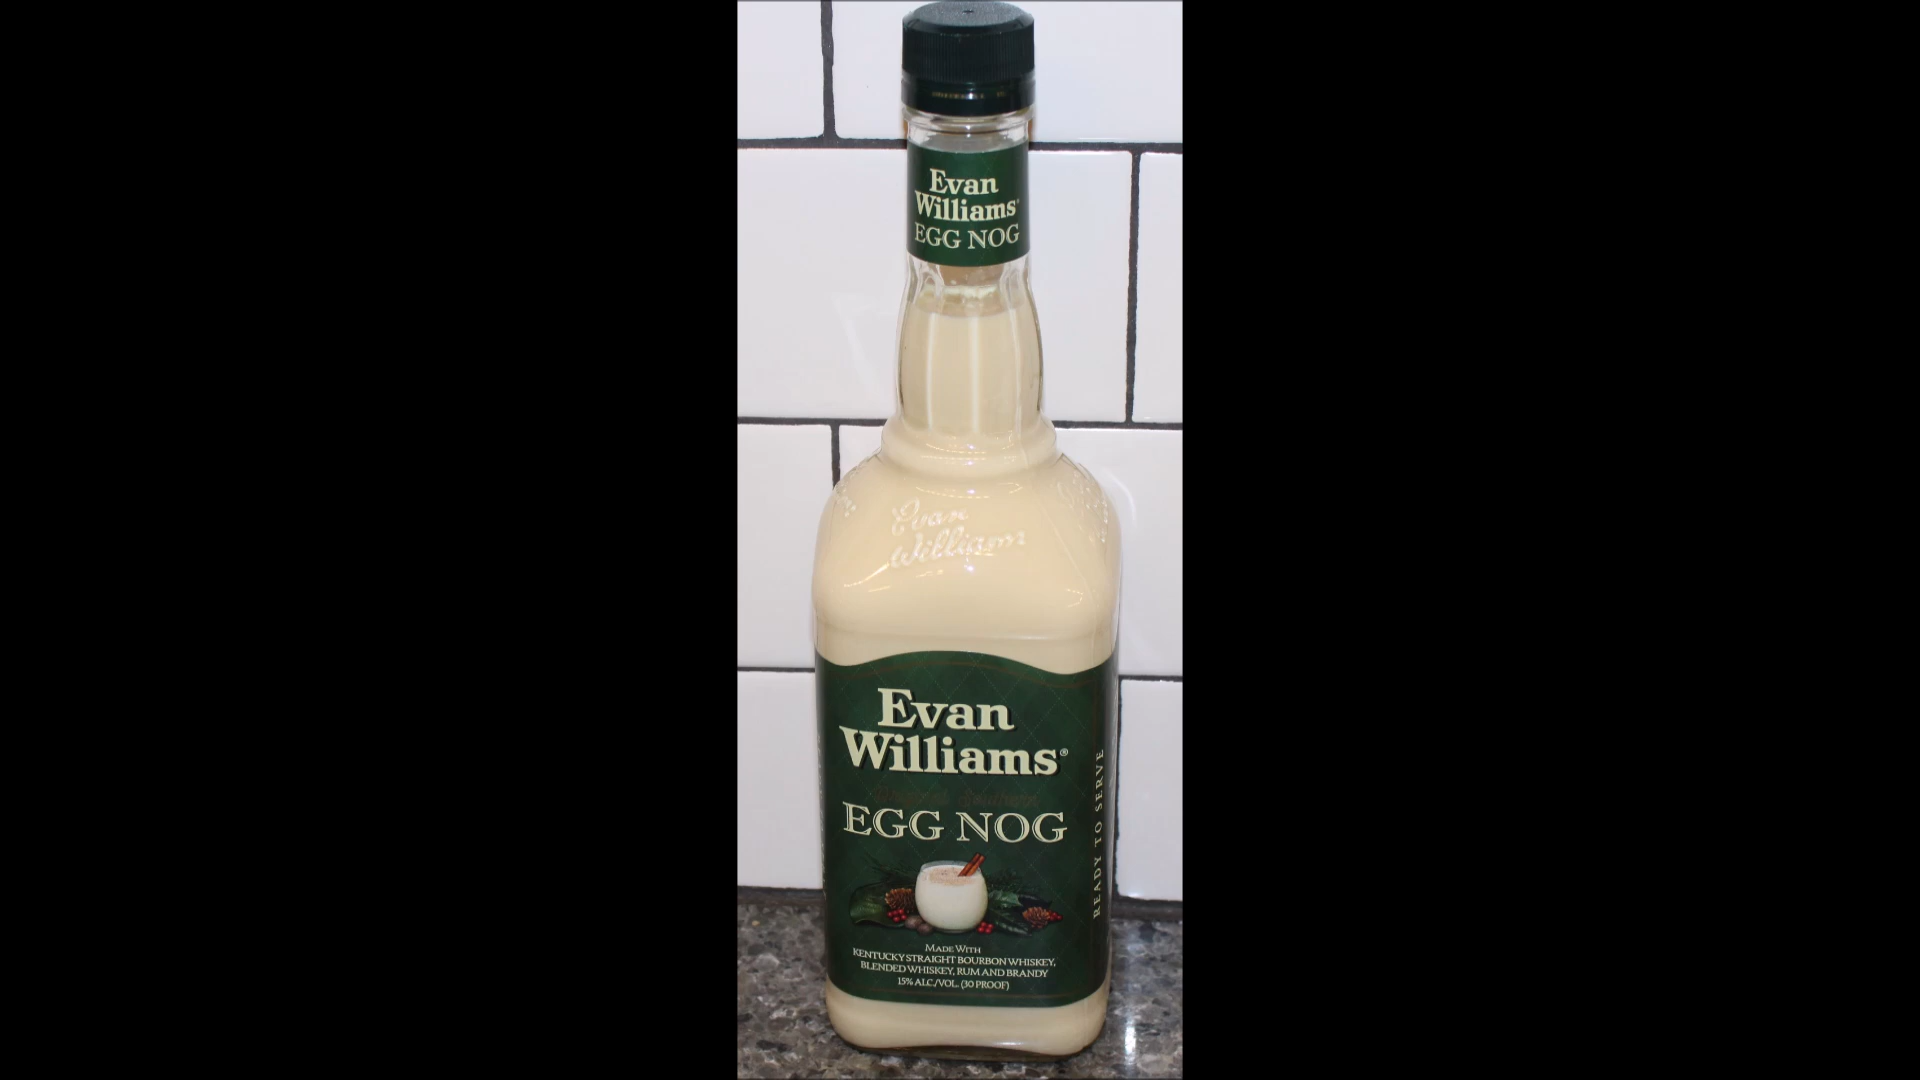 Evan
Williams
EGG NOG
Evan
Williams
Evan
Williams®
EGG NOG
READY TO SERVE
MADE WITH
KENTUCKY STRAIGHT BOURBON WHISKEY,
BLENDED WHISKEY, RUM AND BRANDY
15% ALC./VOL. (30 PROOF)